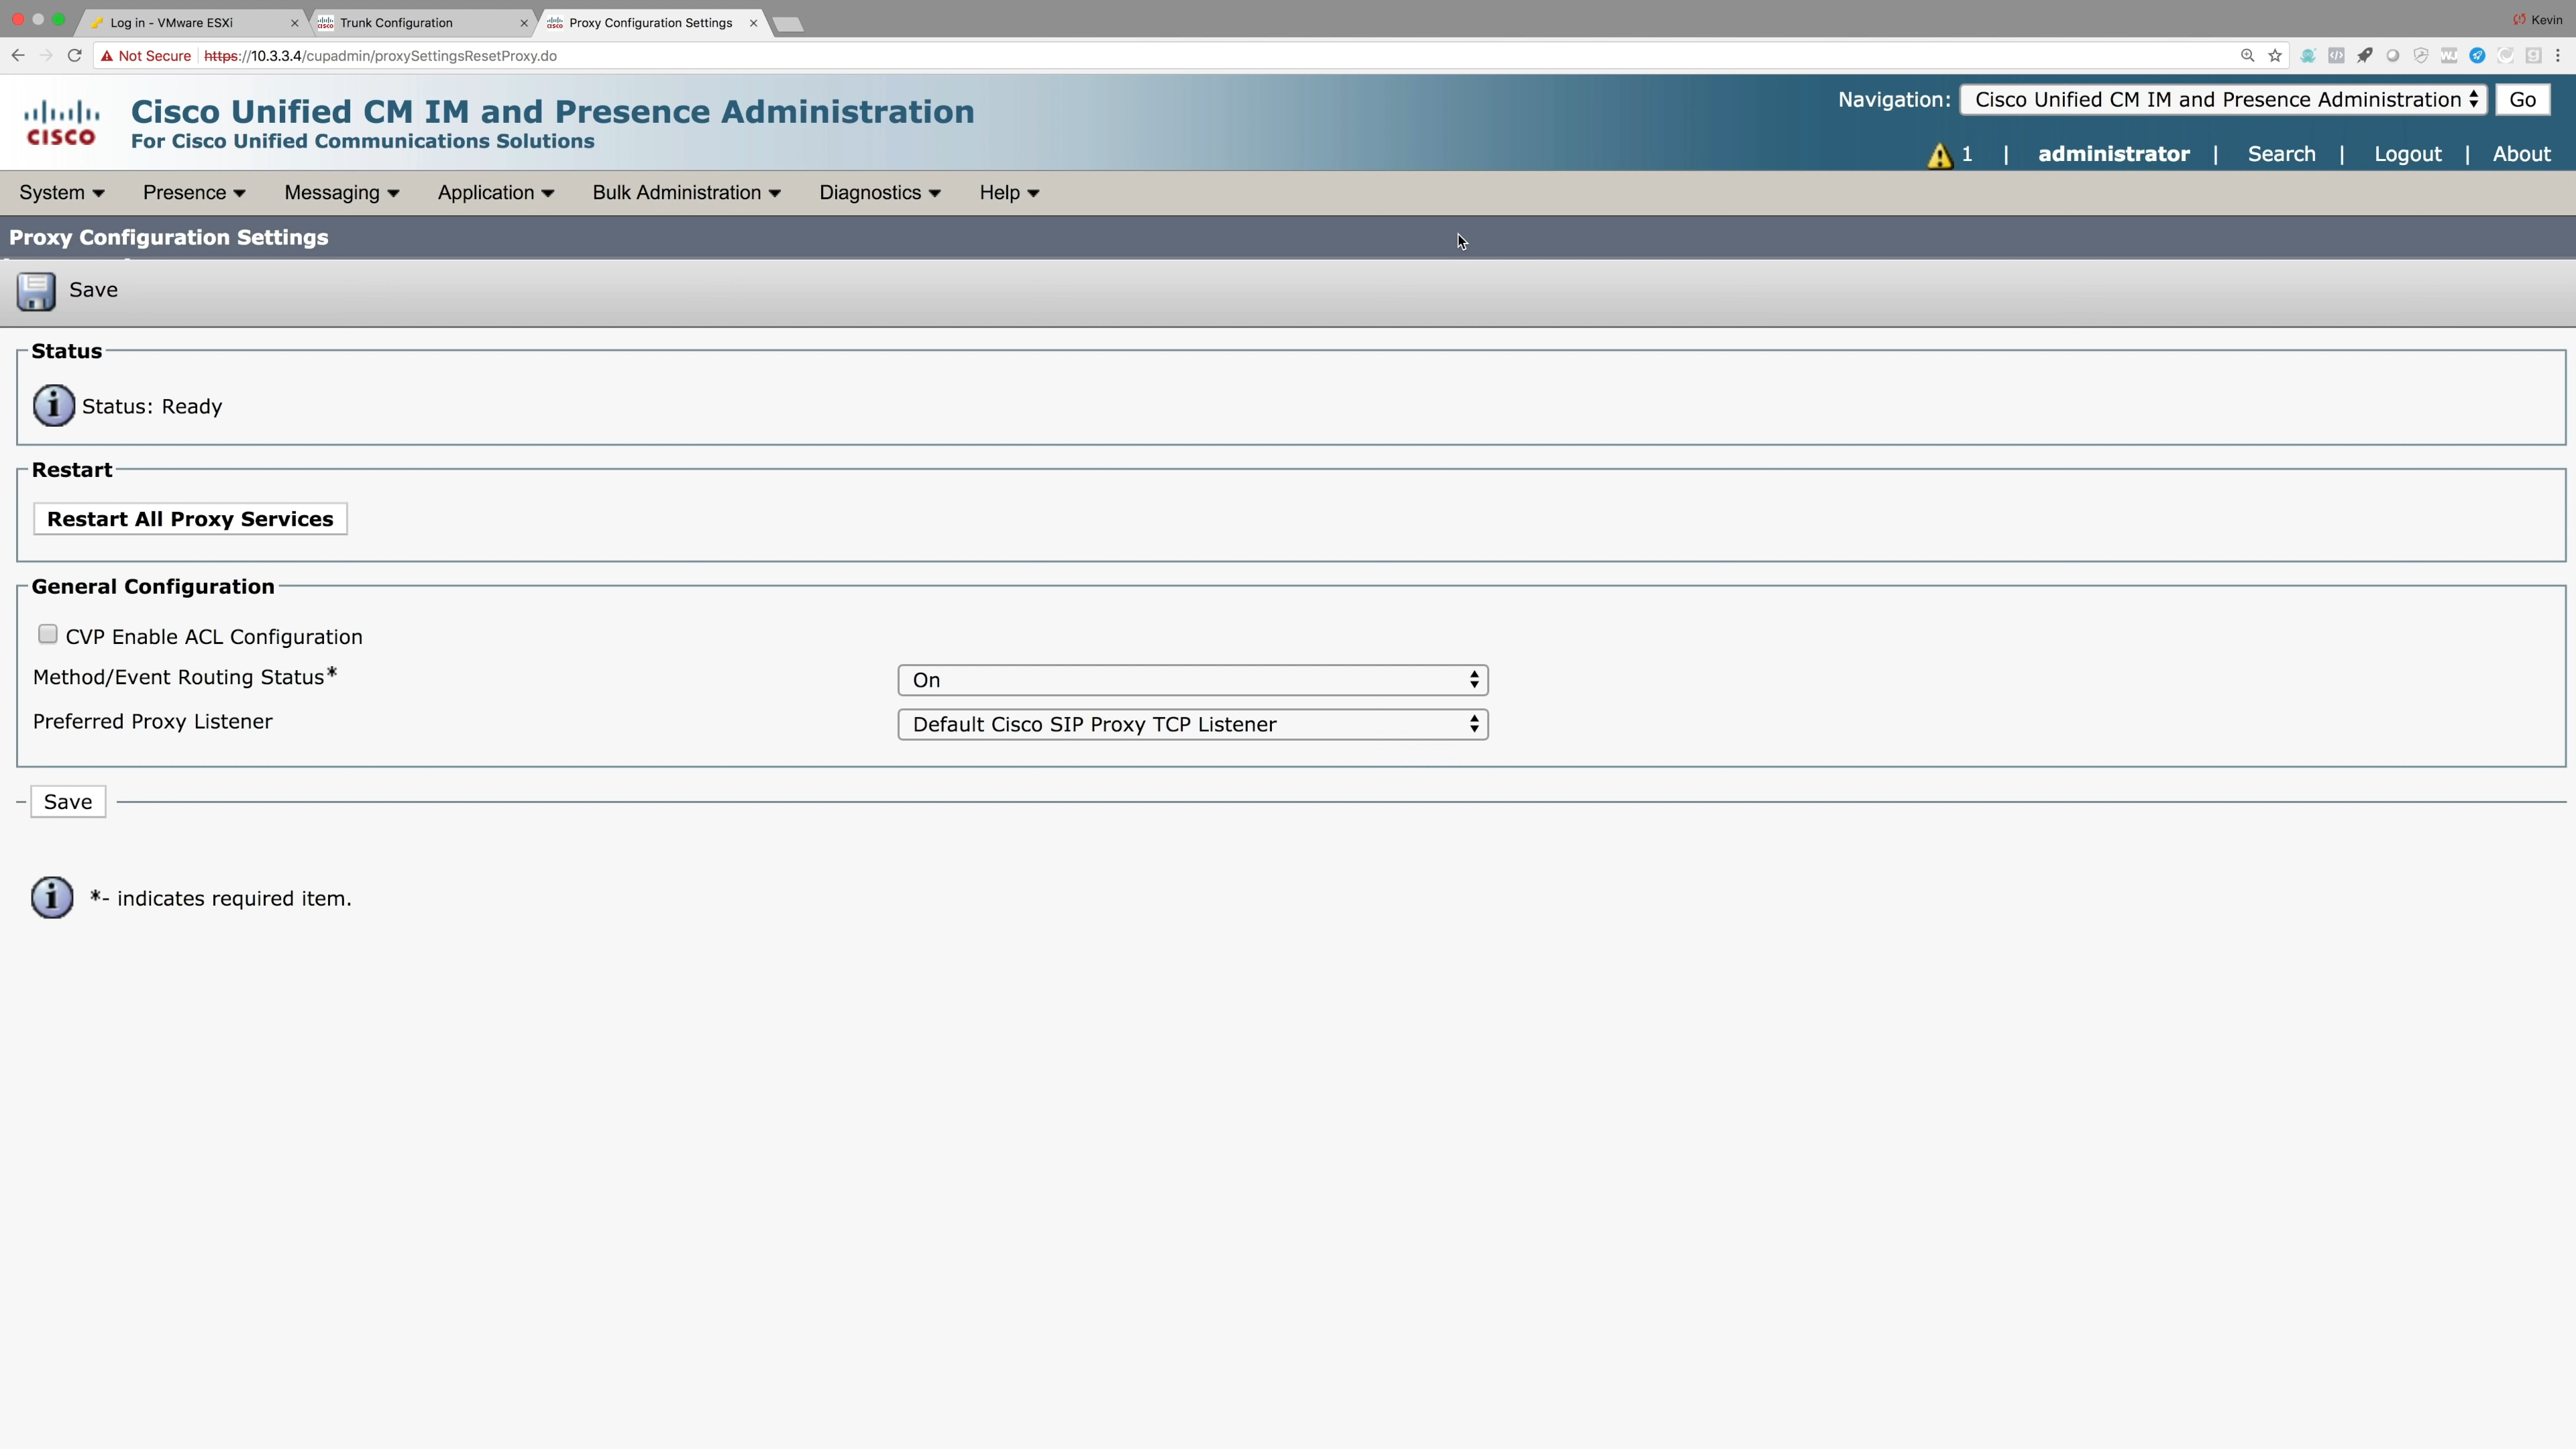 Log in - VMware ESXi
Trunk Configuration
Proxy Configuration Settings
Kevin
Not Secure https://10.3.3.4/cupadmin/proxySettingsResetProxy.do
CISCO
Cisco Unified CM IM and Presence Administration
For Cisco Unified Communications Solutions
Navigation: Cisco Unified CM IM and Presence Administration Go
1 | administrator | Search | Logout | About
System Presence Messaging Application Bulk Administration Diagnostics Help
Proxy Configuration Settings
Save
Status
Status: Ready
Restart
Restart All Proxy Services
General Configuration
CVP Enable ACL Configuration
Method/Event Routing Status* On
Preferred Proxy Listener Default Cisco SIP Proxy TCP Listener
Save
*- indicates required item.